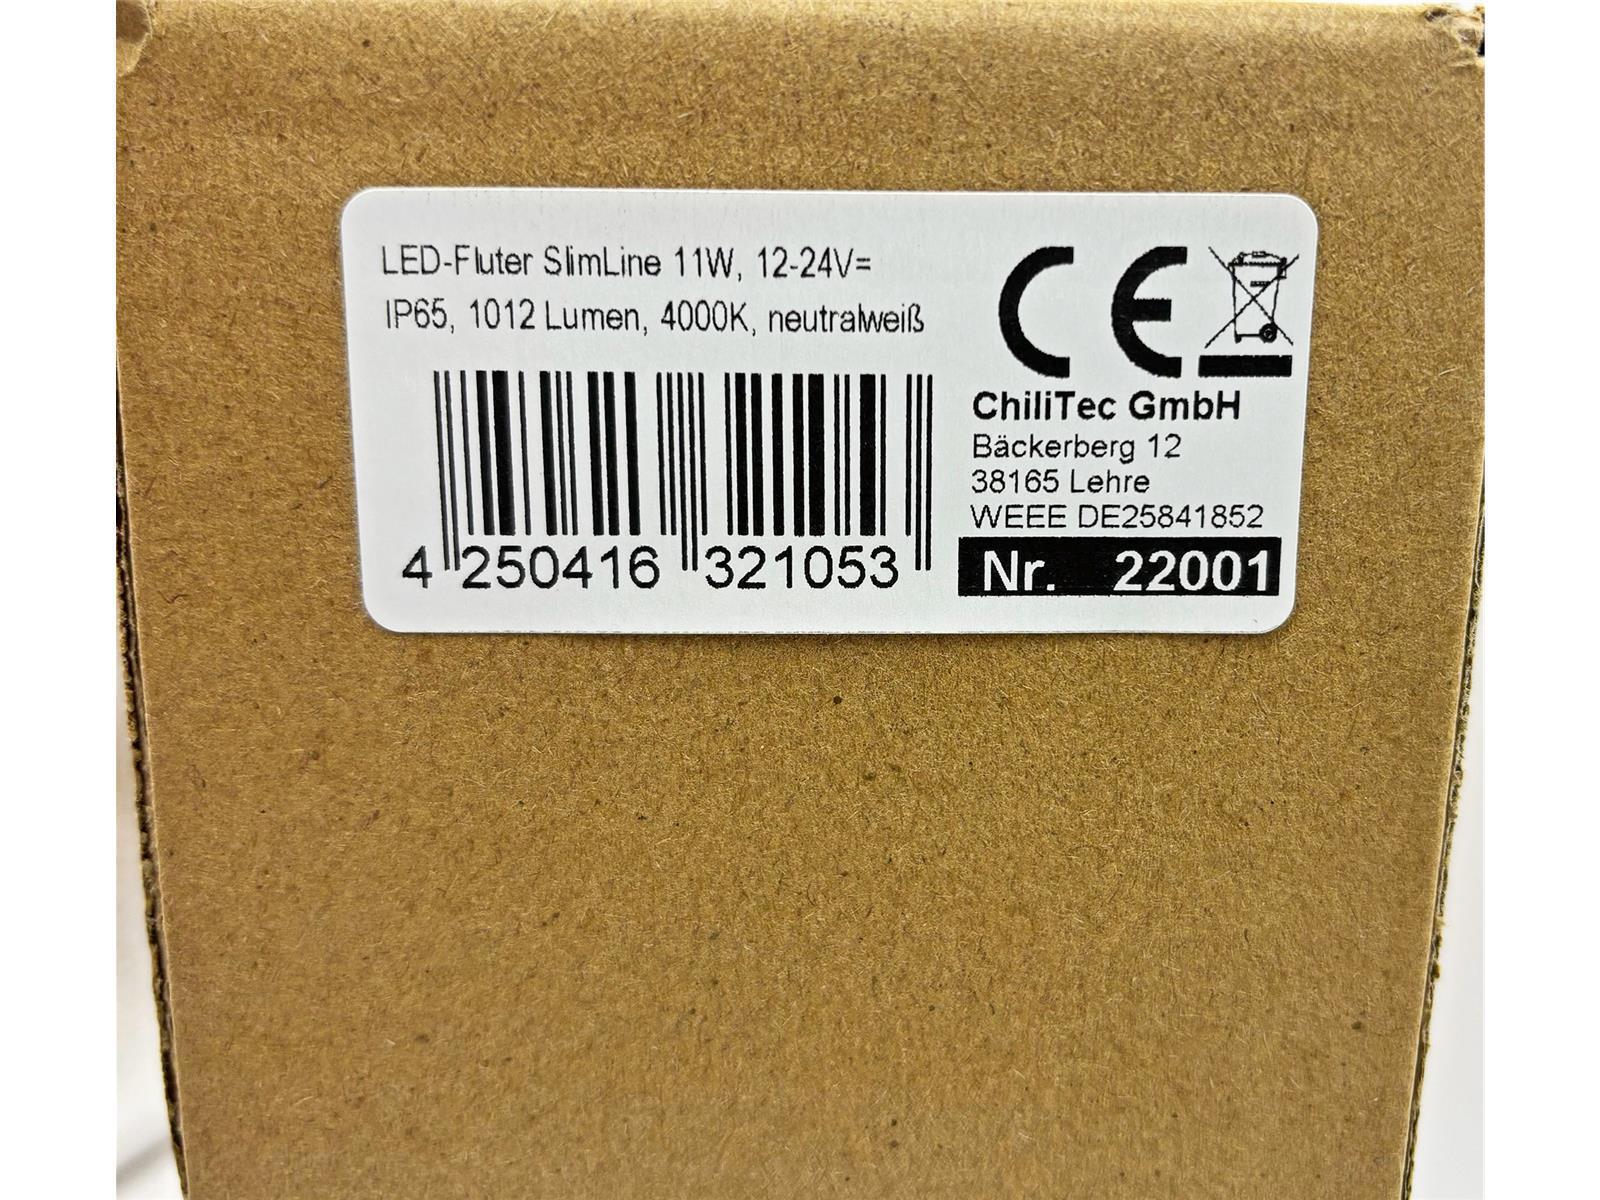 LED-Fluter SlimLine 11W, 12-24V=
IP65, 1012 Lumen, 4000K, neutralweiß
4 250416 321053
CE
ChiliTec GmbH
Bäckerberg 12
38165 Lehre
WEEE DE25841852
Nr. 22001